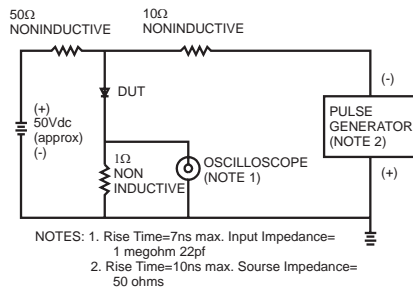 50Ω
NONINDUCTIVE
10Ω
NONINDUCTIVE
(+)
50Vdc
(approx)
(-)
DUT
1Ω
NON
INDUCTIVE
OSCILLOSCOPE
(NOTE 1)
(-)
PULSE
GENERATOR
(NOTE 2)
(+)
NOTES: 1. Rise Time=7ns max. Input Impedance=
1 megohm 22pf
2. Rise Time=10ns max. Sourse Impedance=
50 ohms